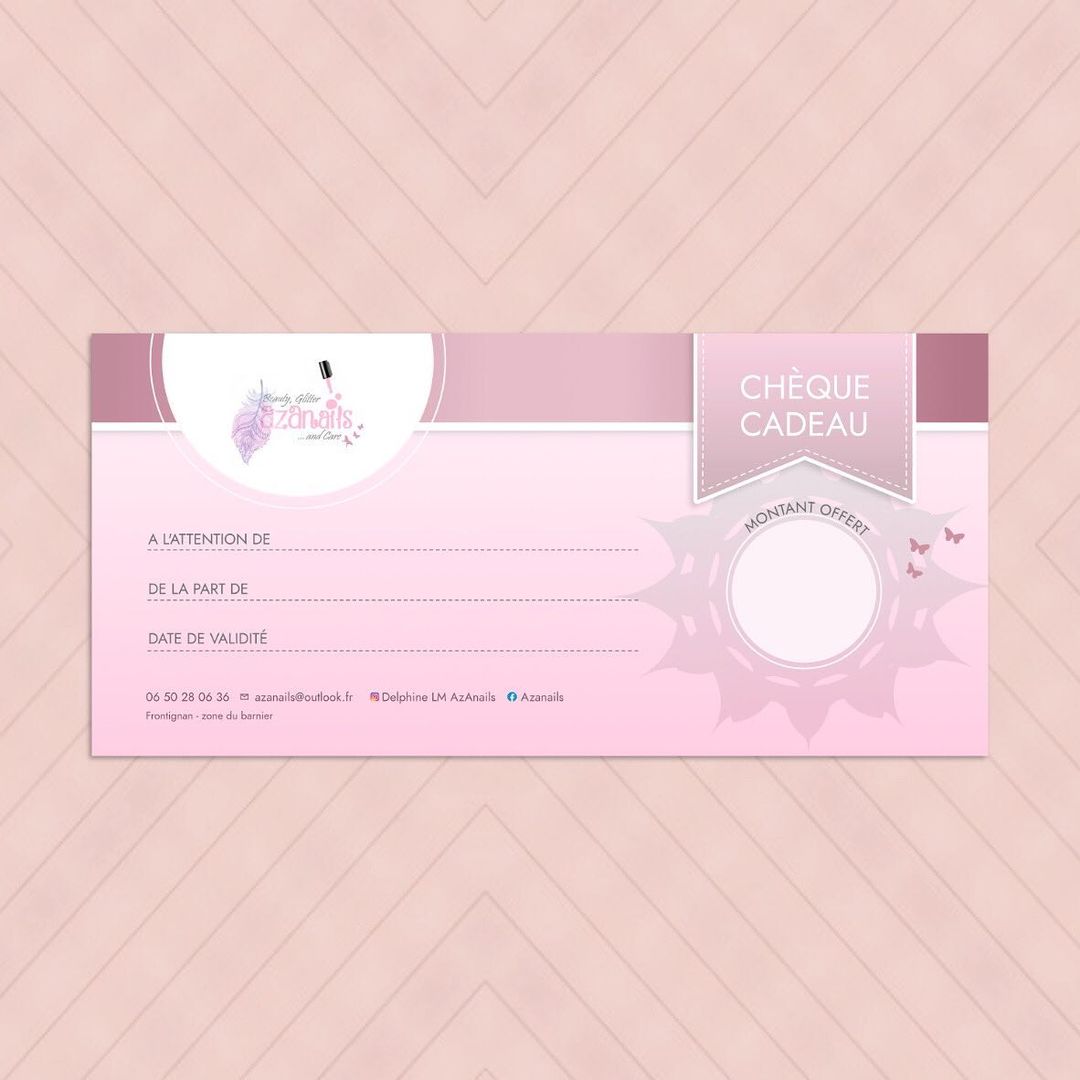 Beauty, Glitter
azanails
...and Care
CHÈQUE
CADEAU
MONTANT OFFERT
A L'ATTENTION DE
DE LA PART DE
DATE DE VALIDITÉ
06 50 28 06 36 azanails@outlook.fr Delphine LM AzAnails Azanails
Frontignan - zone du barnier